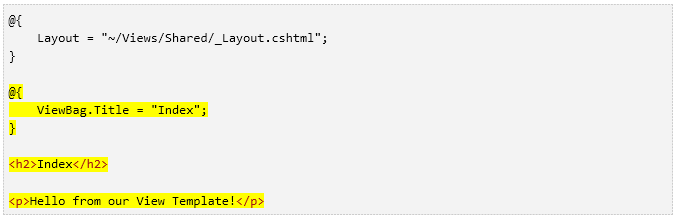 @{
    Layout = "~/Views/Shared/_Layout.cshtml";
}
@{
    ViewBag.Title = "Index";
}
<h2>Index</h2>
<p>Hello from our View Template!</p>